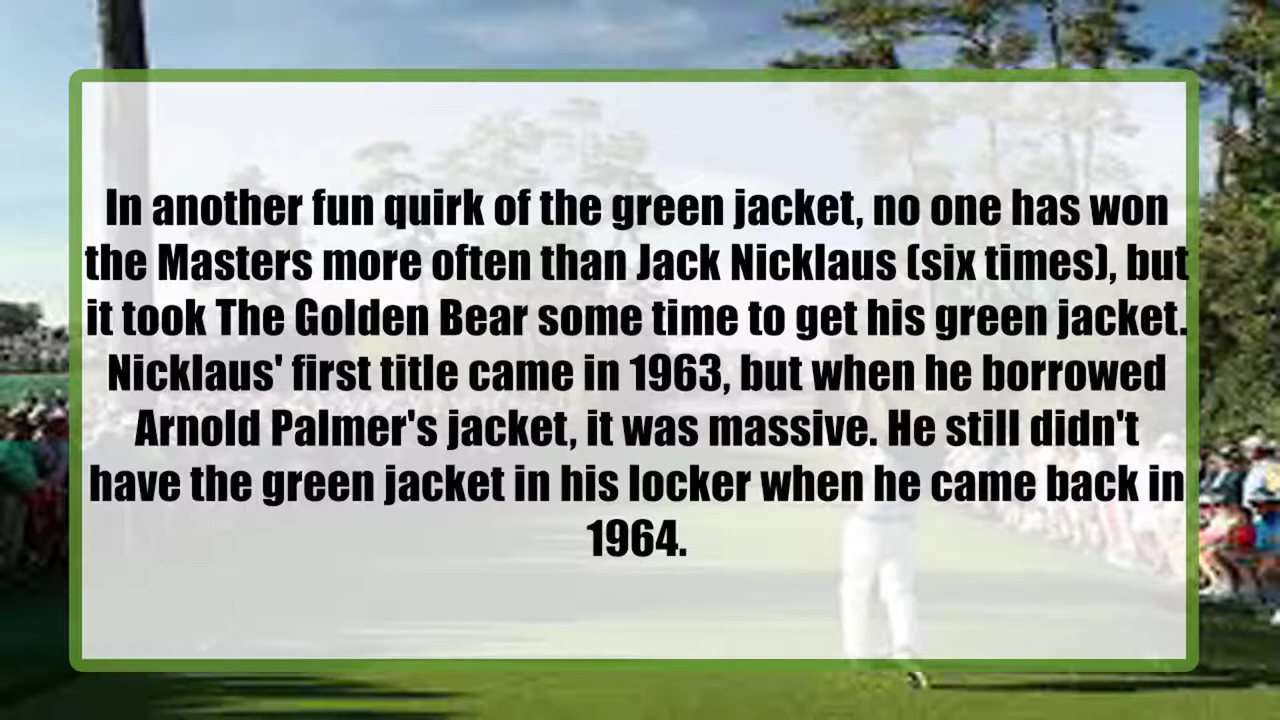 In another fun quirk of the green jacket, no one has won
the Masters more often than Jack Nicklaus (six times), but
it took The Golden Bear some time to get his green jacket.
Nicklaus' first title came in 1963, but when he borrowed
Arnold Palmer's jacket, it was massive. He still didn't
have the green jacket in his locker when he came back in
1964.